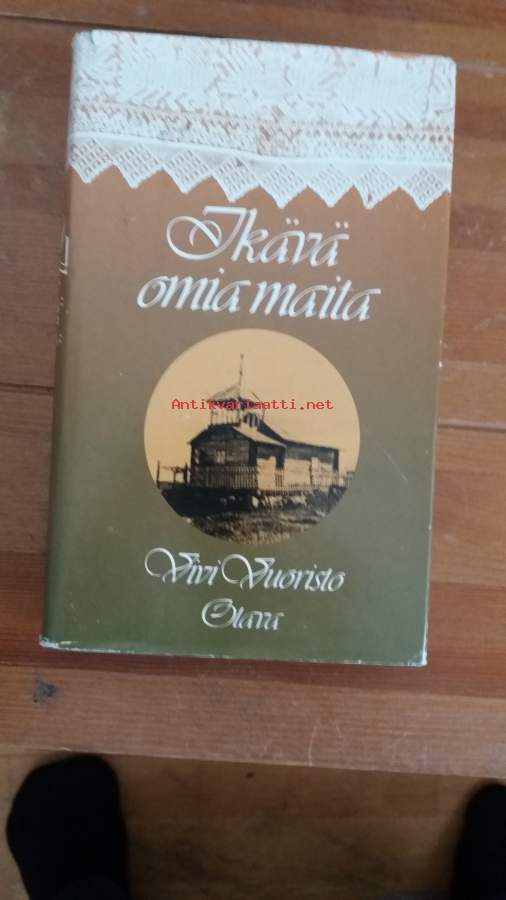 Ikävä
omia maita
Antikvariaatti.net
Vivi Vuoristo
Otava